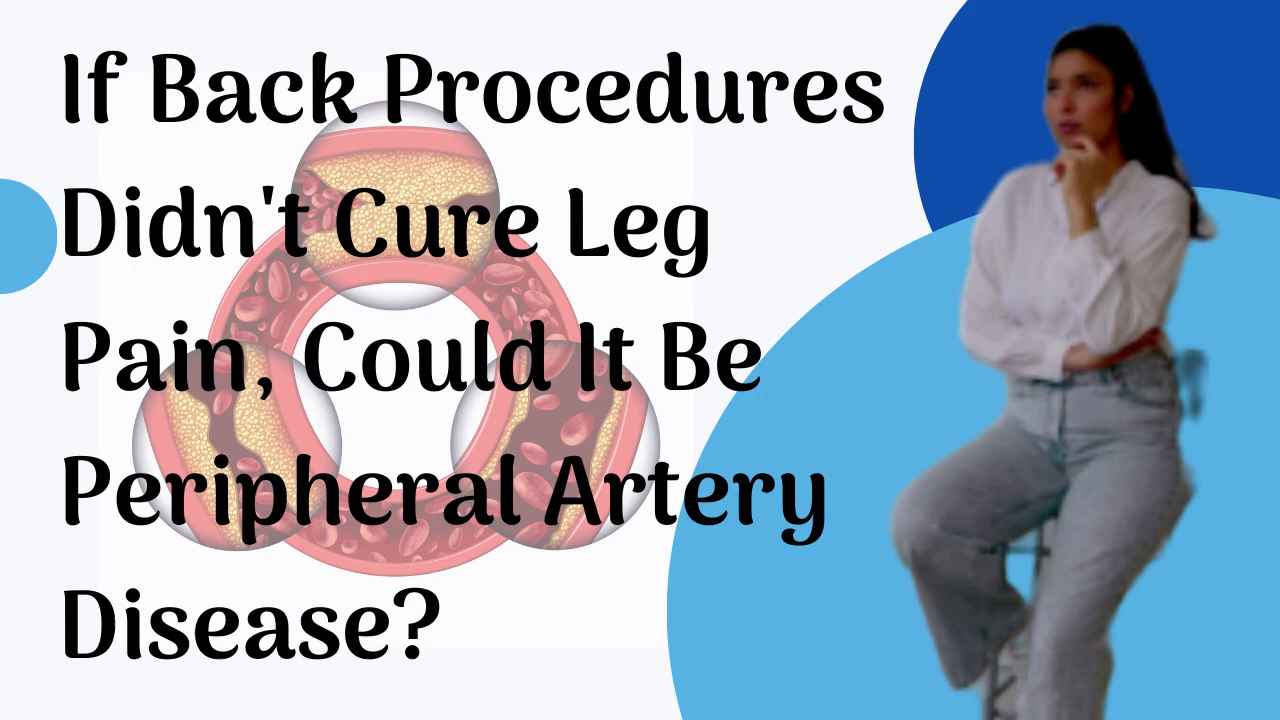 If Back Procedures
Didn't Cure Leg
Pain, Could It Be
Peripheral Artery
Disease?